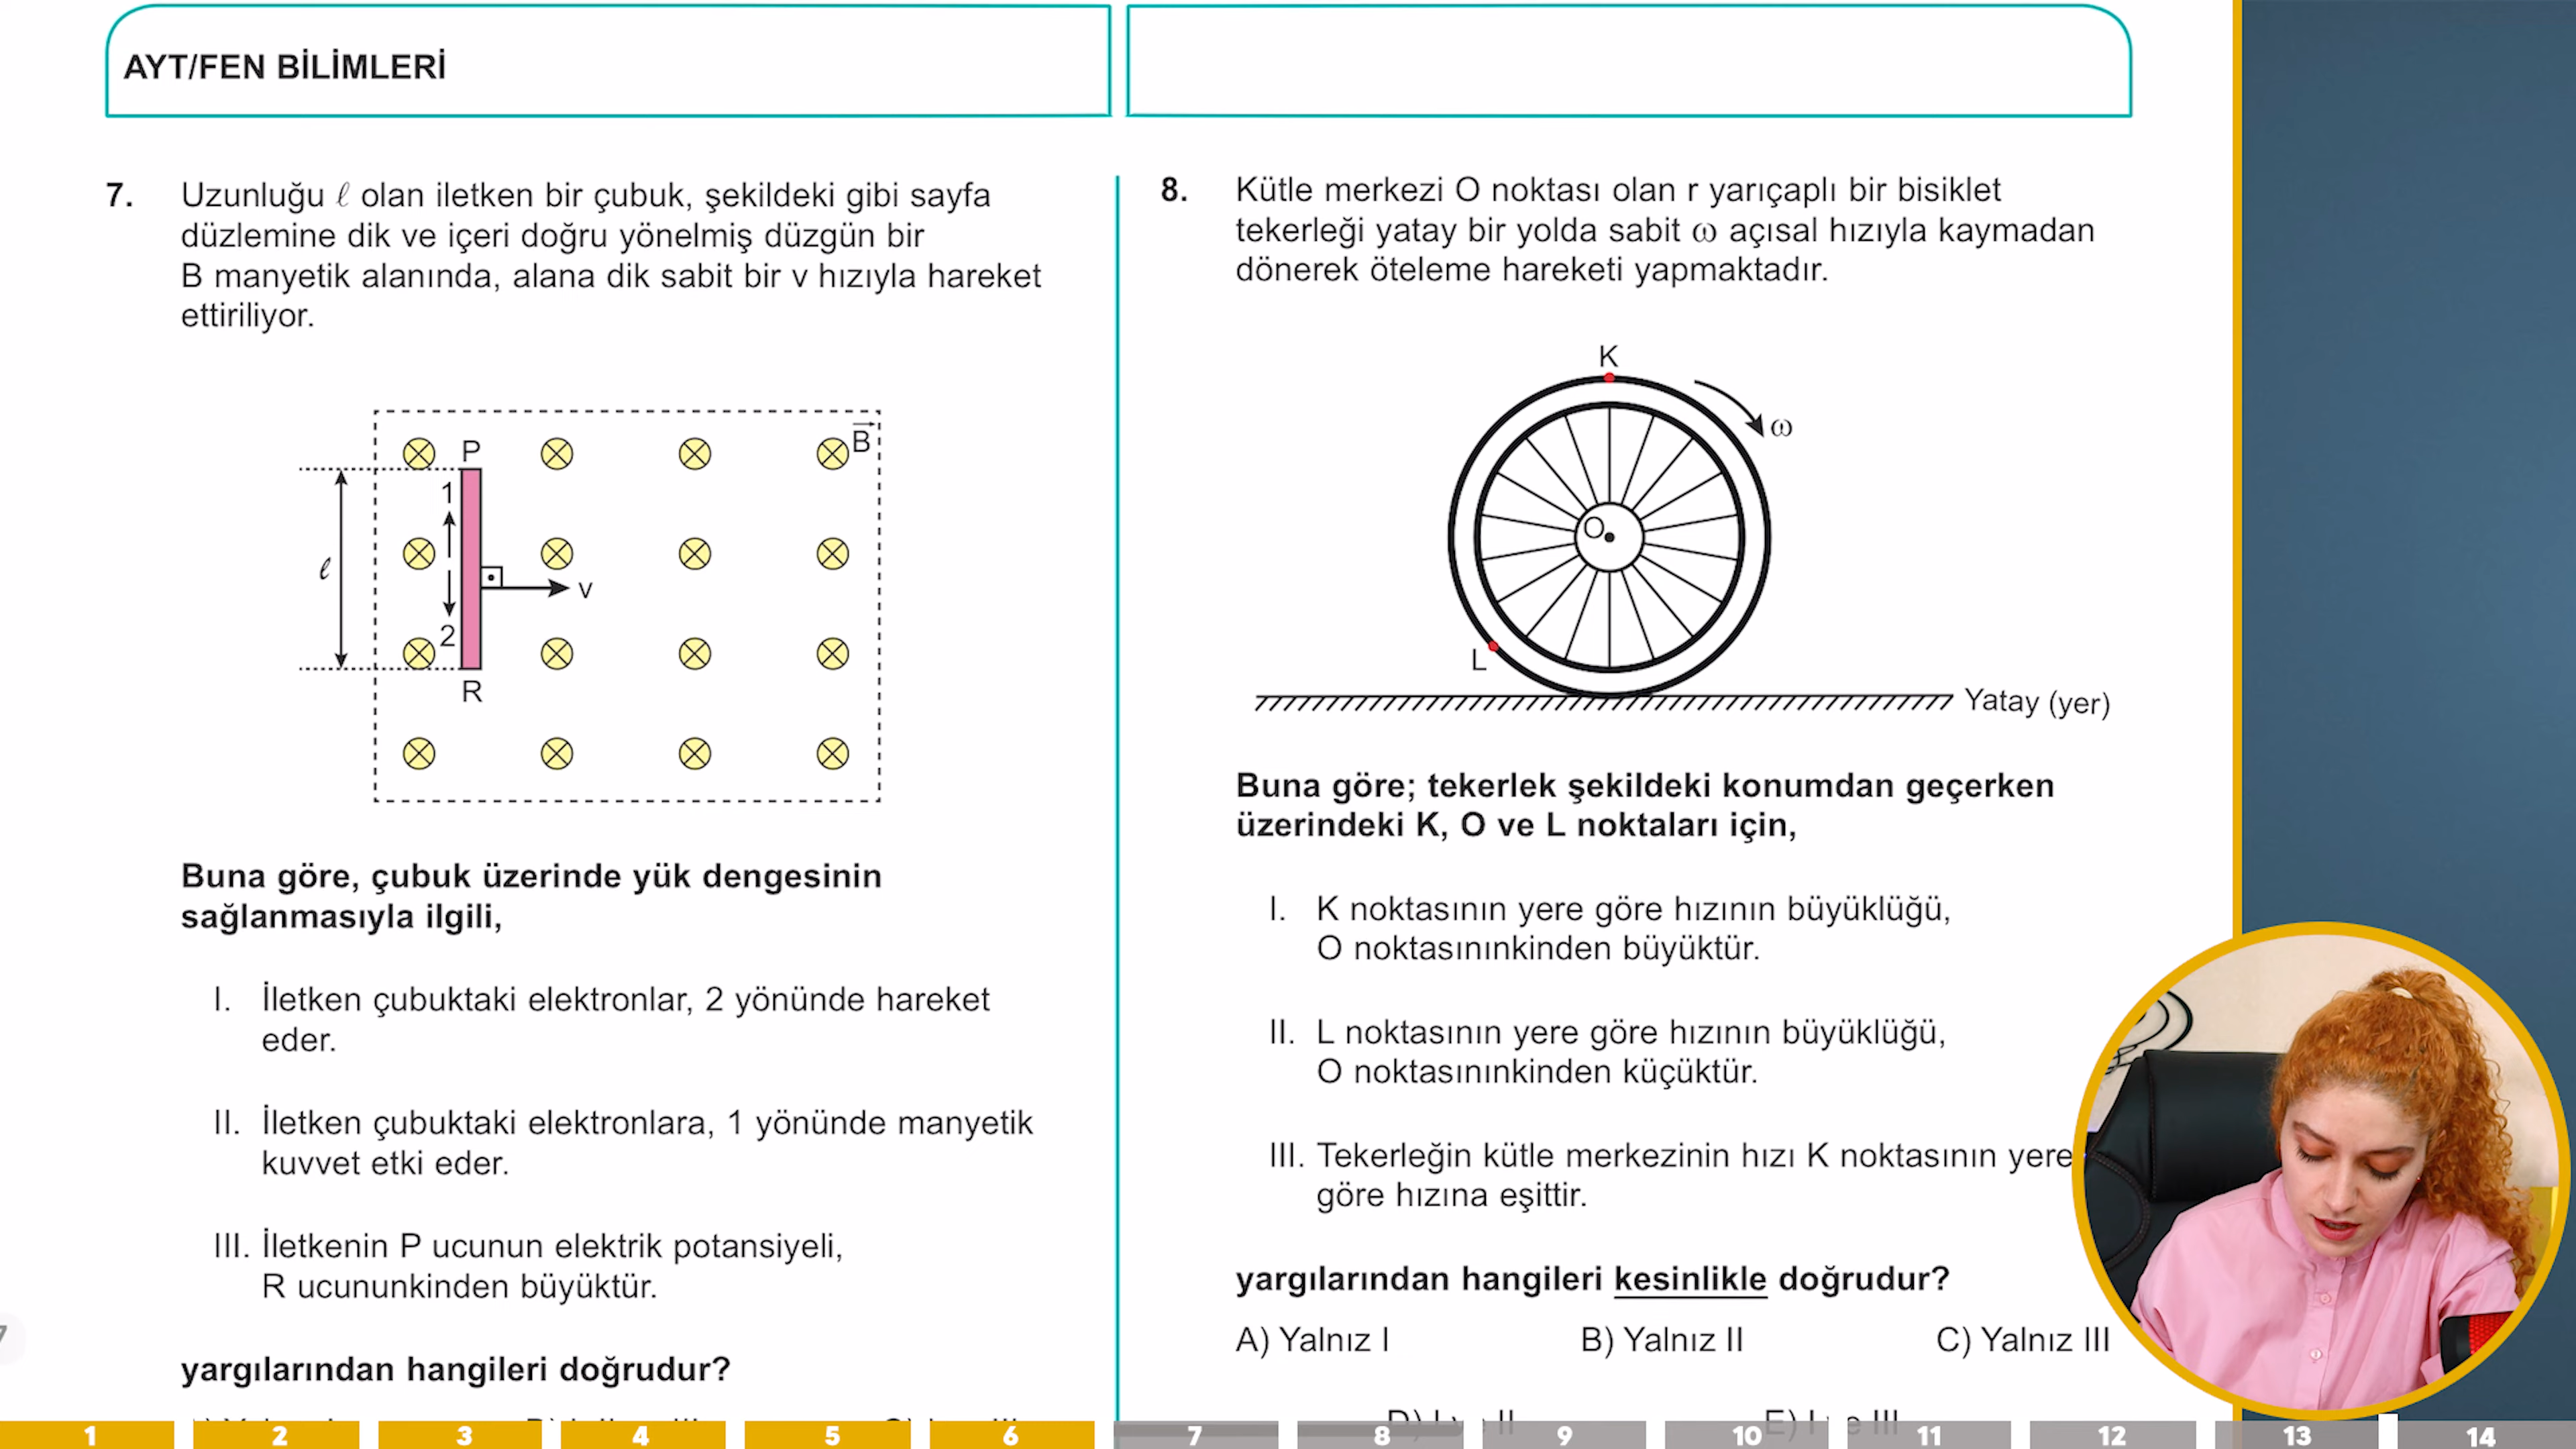 AYT/FEN BİLİMLERİ
7. Uzunluğu ℓ olan iletken bir çubuk, şekildeki gibi sayfa
düzlemine dik ve içeri doğru yönelmiş düzgün bir
B manyetik alanında, alana dik sabit bir v hızıyla hareket
ettiriliyor.
P
B
1
ℓ
v
2
R
Buna göre, çubuk üzerinde yük dengesinin
sağlanmasıyla ilgili,
I. İletken çubuktaki elektronlar, 2 yönünde hareket
eder.
II. İletken çubuktaki elektronlara, 1 yönünde manyetik
kuvvet etki eder.
III. İletkenin P ucunun elektrik potansiyeli,
R ucununkinden büyüktür.
yargılarından hangileri doğrudur?
8. Kütle merkezi O noktası olan r yarıçaplı bir bisiklet
tekerleği yatay bir yolda sabit ω açısal hızıyla kaymadan
dönerek öteleme hareketi yapmaktadır.
K
ω
O
L
Yatay (yer)
Buna göre; tekerlek şekildeki konumdan geçerken
üzerindeki K, O ve L noktaları için,
I. K noktasının yere göre hızının büyüklüğü,
O noktasınınkinden büyüktür.
II. L noktasının yere göre hızının büyüklüğü,
O noktasınınkinden küçüktür.
III. Tekerleğin kütle merkezinin hızı K noktasının yere
göre hızına eşittir.
yargılarından hangileri kesinlikle doğrudur?
A) Yalnız I B) Yalnız II C) Yalnız III
1 2 3 4 5 6 7 8 9 10 11 12 13 14